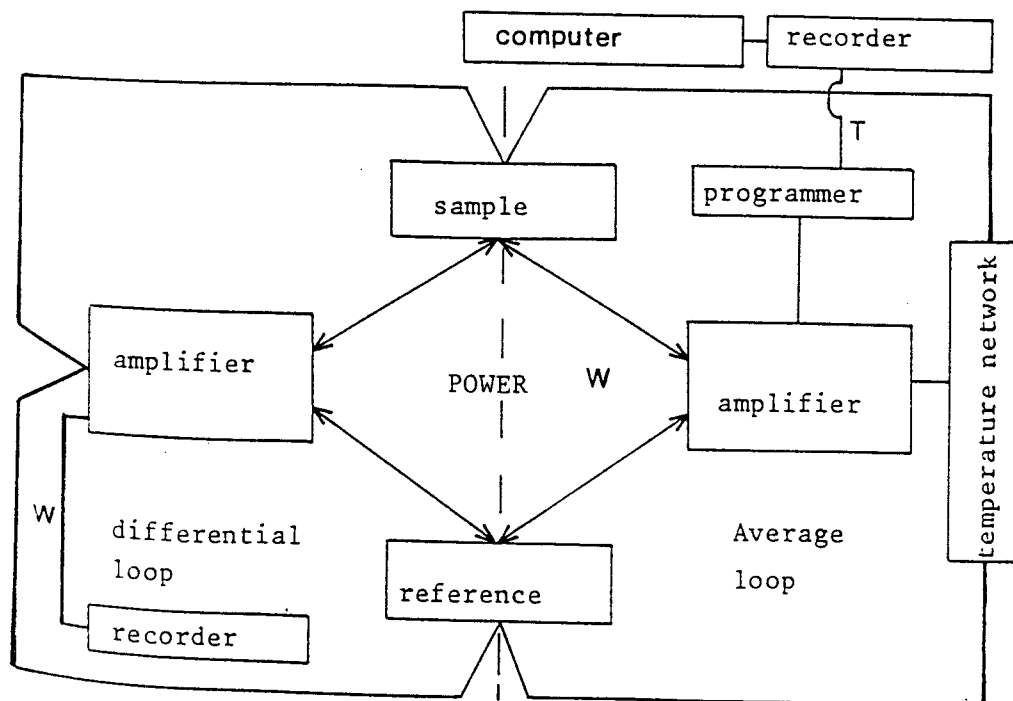 computer
recorder
T
programmer
sample
temperature network
amplifier
POWER
W
amplifier
W
differential
loop
Average
loop
reference
recorder